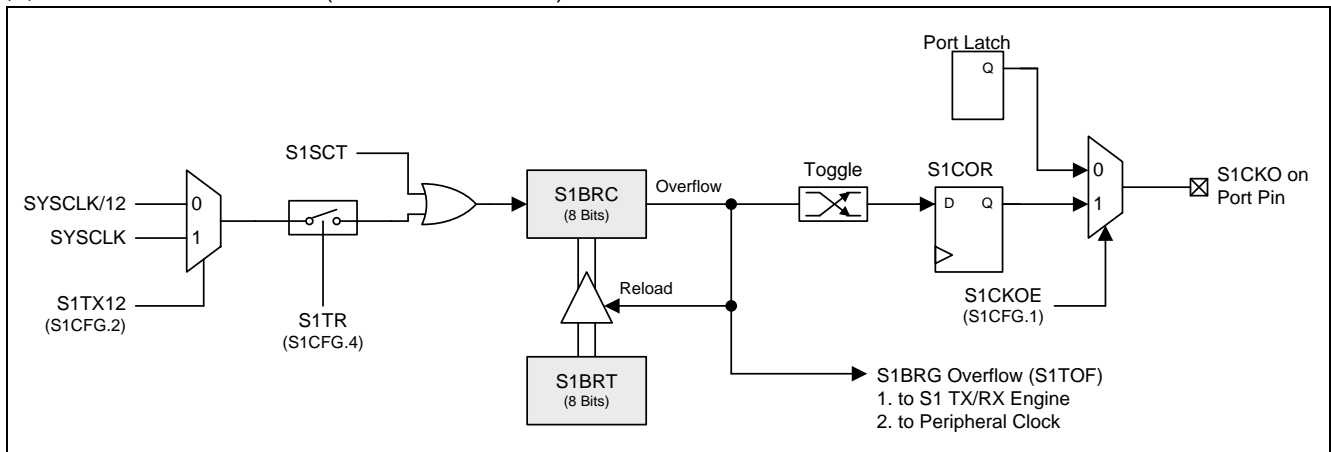 Port Latch
Q
S1SCT
Toggle
S1COR
S1BRC
(8 Bits)
Overflow
D
Q
0
1
S1CKO on
Port Pin
SYSCLK/12
0
SYSCLK
1
Reload
S1TX12
(S1CFG.2)
S1TR
(S1CFG.4)
S1CKOE
(S1CFG.1)
S1BRT
(8 Bits)
S1BRG Overflow (S1TOF)
1. to S1 TX/RX Engine
2. to Peripheral Clock